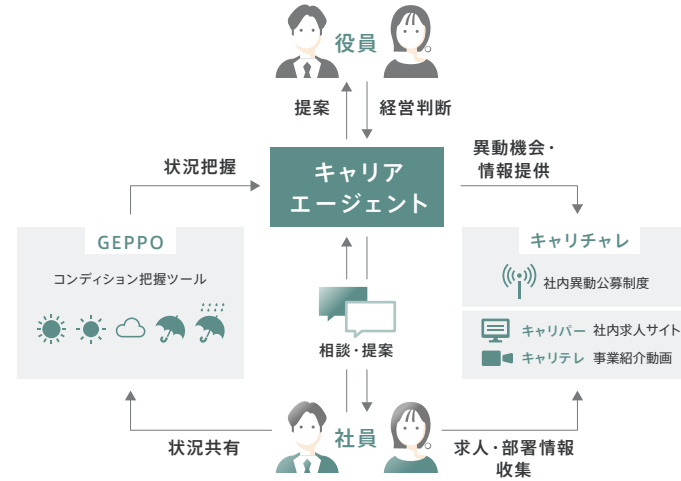 役員
提案
経営判断
キャリア
エージェント
状況把握
異動機会・
情報提供
GEPPO
コンディション把握ツール
キャリチャレ
社内異動公募制度
キャリバー 社内求人サイト
キャリテレ 事業紹介動画
相談・提案
社員
状況共有
求人・部署情報
収集